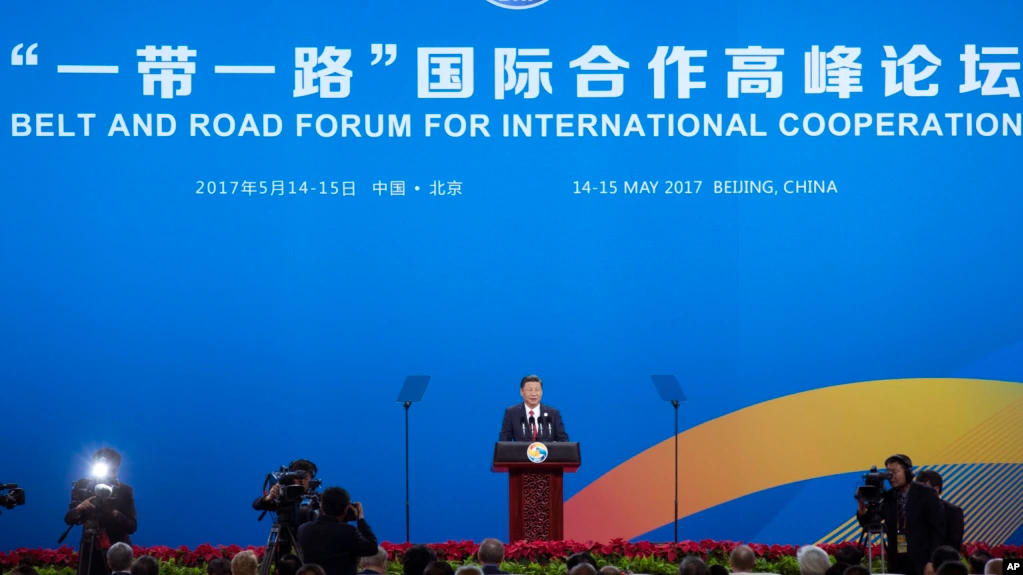 “一带一路”国际合作高峰论坛
BELT AND ROAD FORUM FOR INTERNATIONAL COOPERATION
2017年5月14-15日 中国 • 北京
14-15 MAY 2017 BEIJING, CHINA
AP